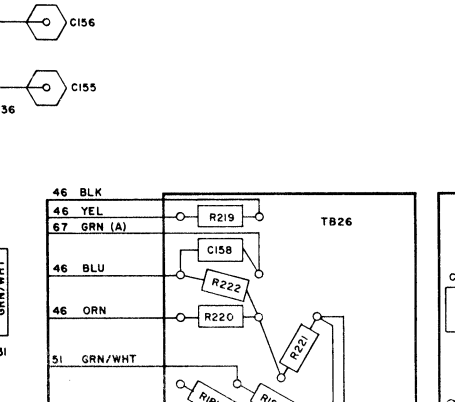 C156
C155
36
46 BLK
46 YEL
R219
TB26
67 GRN (A)
C158
GRN/WHT
46 BLU
R222
46 ORN
R220
R221
51 GRN/WHT